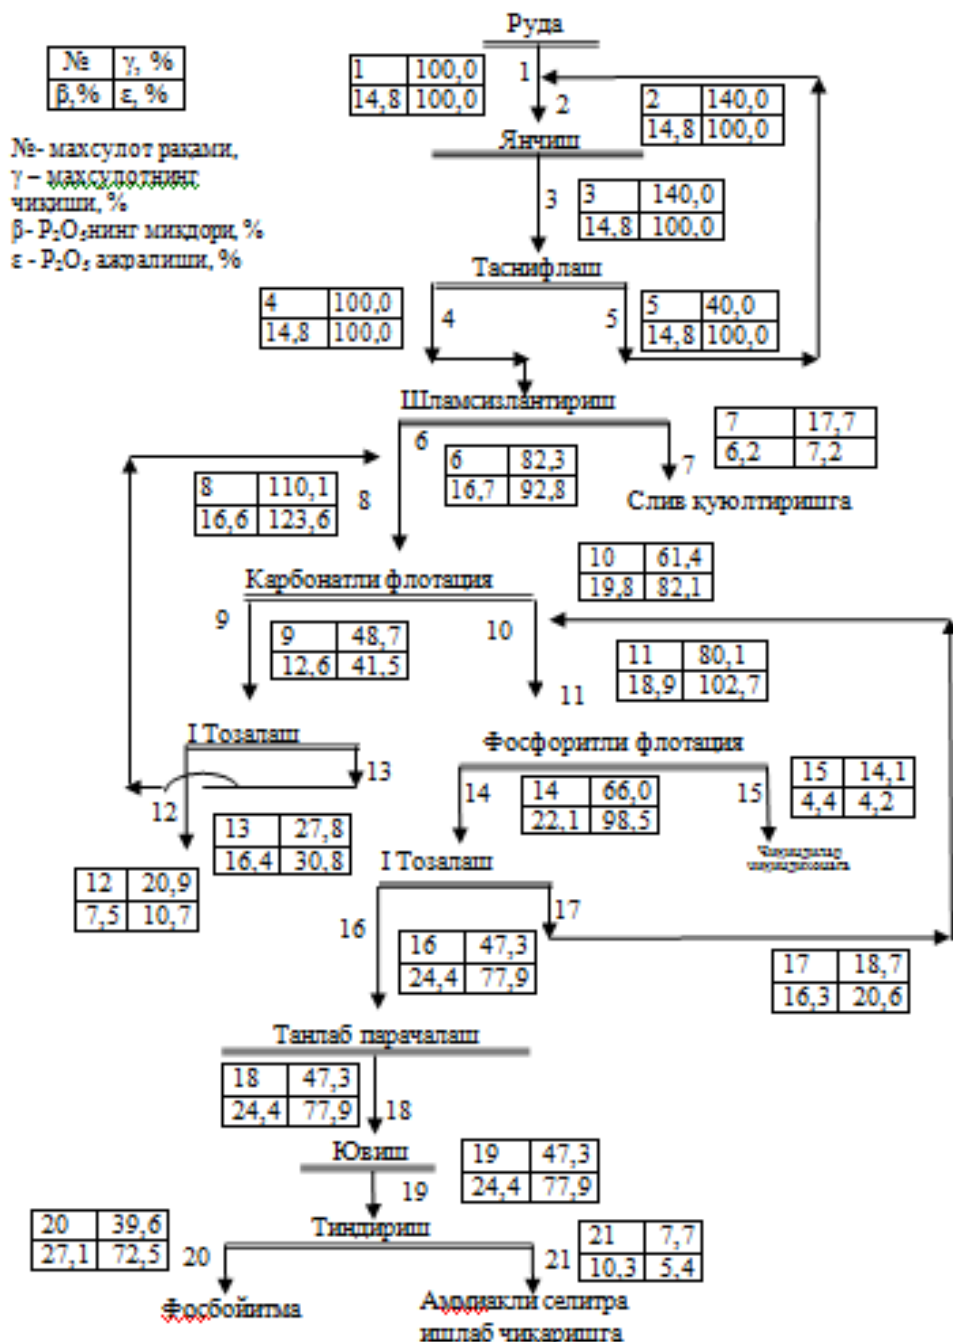 Руда
№ γ, %
β,% ε, %
1 100,0
14,8 100,0
1
2
2 140,0
14,8 100,0
Янчиш
№- махсулот раками,
γ – махсулотнинг
чиқиши, %
β- P₂O₅нинг микдори, %
ε - P₂O₅ ажралиши, %
3
3 140,0
14,8 100,0
Таснифлаш
4 100,0
14,8 100,0
4
5
5 40,0
14,8 100,0
Шламсизлантириш
6
6 82,3
16,7 92,8
7
7 17,7
6,2 7,2
Слив куюлтиришга
8 110,1
16,6 123,6
8
Карбонатли флотация
10 61,4
19,8 82,1
9
9 48,7
12,6 41,5
10
11 80,1
18,9 102,7
11
I Тозалаш
Фосфоритли флотация
13
12
13 27,8
16,4 30,8
14
14 66,0
22,1 98,5
15
15 14,1
4,4 4,2
I Тозалаш
12 20,9
7,5 10,7
16
16 47,3
24,4 77,9
17
17 18,7
16,3 20,6
Танлаб парачалаш
18 47,3
24,4 77,9
18
Ювиш
19 47,3
24,4 77,9
19
Тиндириш
20 39,6
27,1 72,5
20
21
21 7,7
10,3 5,4
Фосбойитма
Аммиакли селитра
ишлаб чикаришга